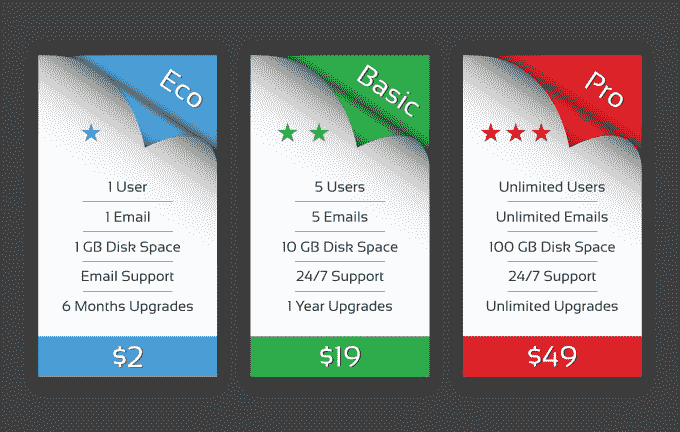 Eco
1 User
1 Email
1 GB Disk Space
Email Support
6 Months Upgrades
$2
Basic
5 Users
5 Emails
10 GB Disk Space
24/7 Support
1 Year Upgrades
$19
Pro
Unlimited Users
Unlimited Emails
100 GB Disk Space
24/7 Support
Unlimited Upgrades
$49